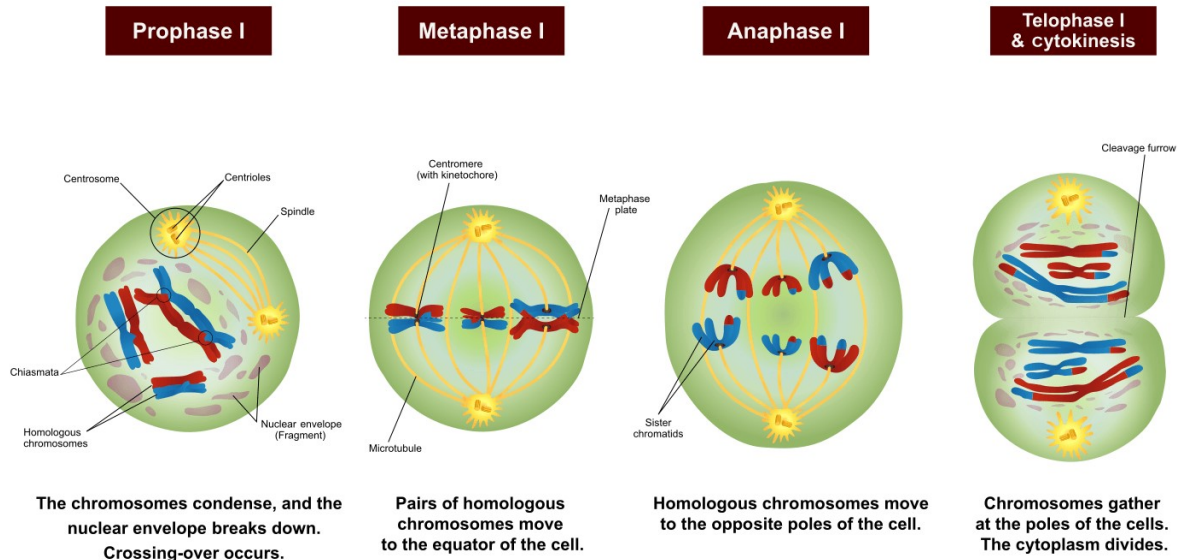 Prophase I
Metaphase I
Anaphase I
Telophase I
& Cytokinesis
Centrosome
Centrioles
Spindle
Chiasmata
Homologous
chromosomes
Nuclear envelope
(Fragment)
Centromere
(with kinetochore)
Metaphase
plate
Microtubule
Sister
chromatids
Cleavage furrow
The chromosomes condense, and the
nuclear envelope breaks down.
Crossing-over occurs.
Pairs of homologous
chromosomes move
to the equator of the cell.
Homologous chromosomes move
to the opposite poles of the cell.
Chromosomes gather
at the poles of the cells.
The cytoplasm divides.